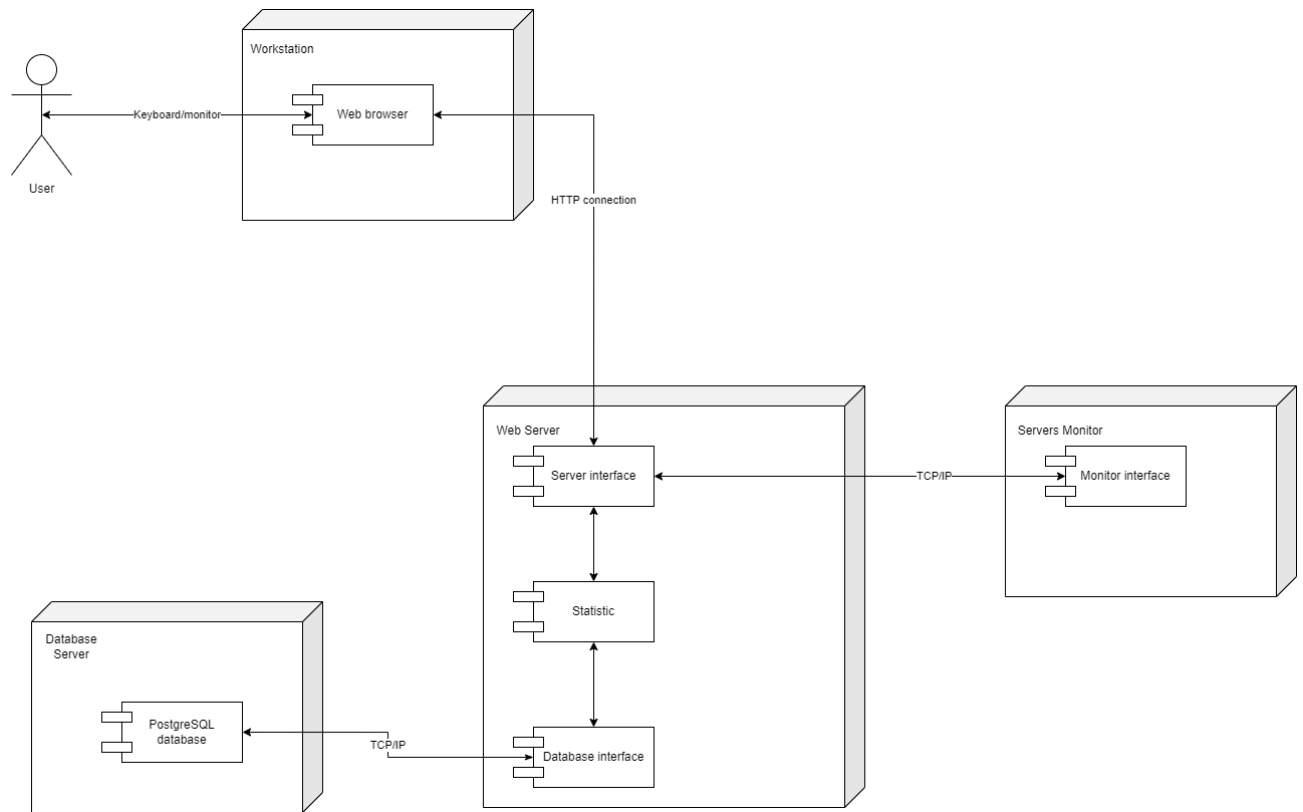 Workstation
Web browser
Keyboard/monitor
User
HTTP connection
Web Server
Servers Monitor
Server interface
TCP/IP
Monitor interface
Statistic
Database
Server
PostgreSQL
database
TCP/IP
Database interface